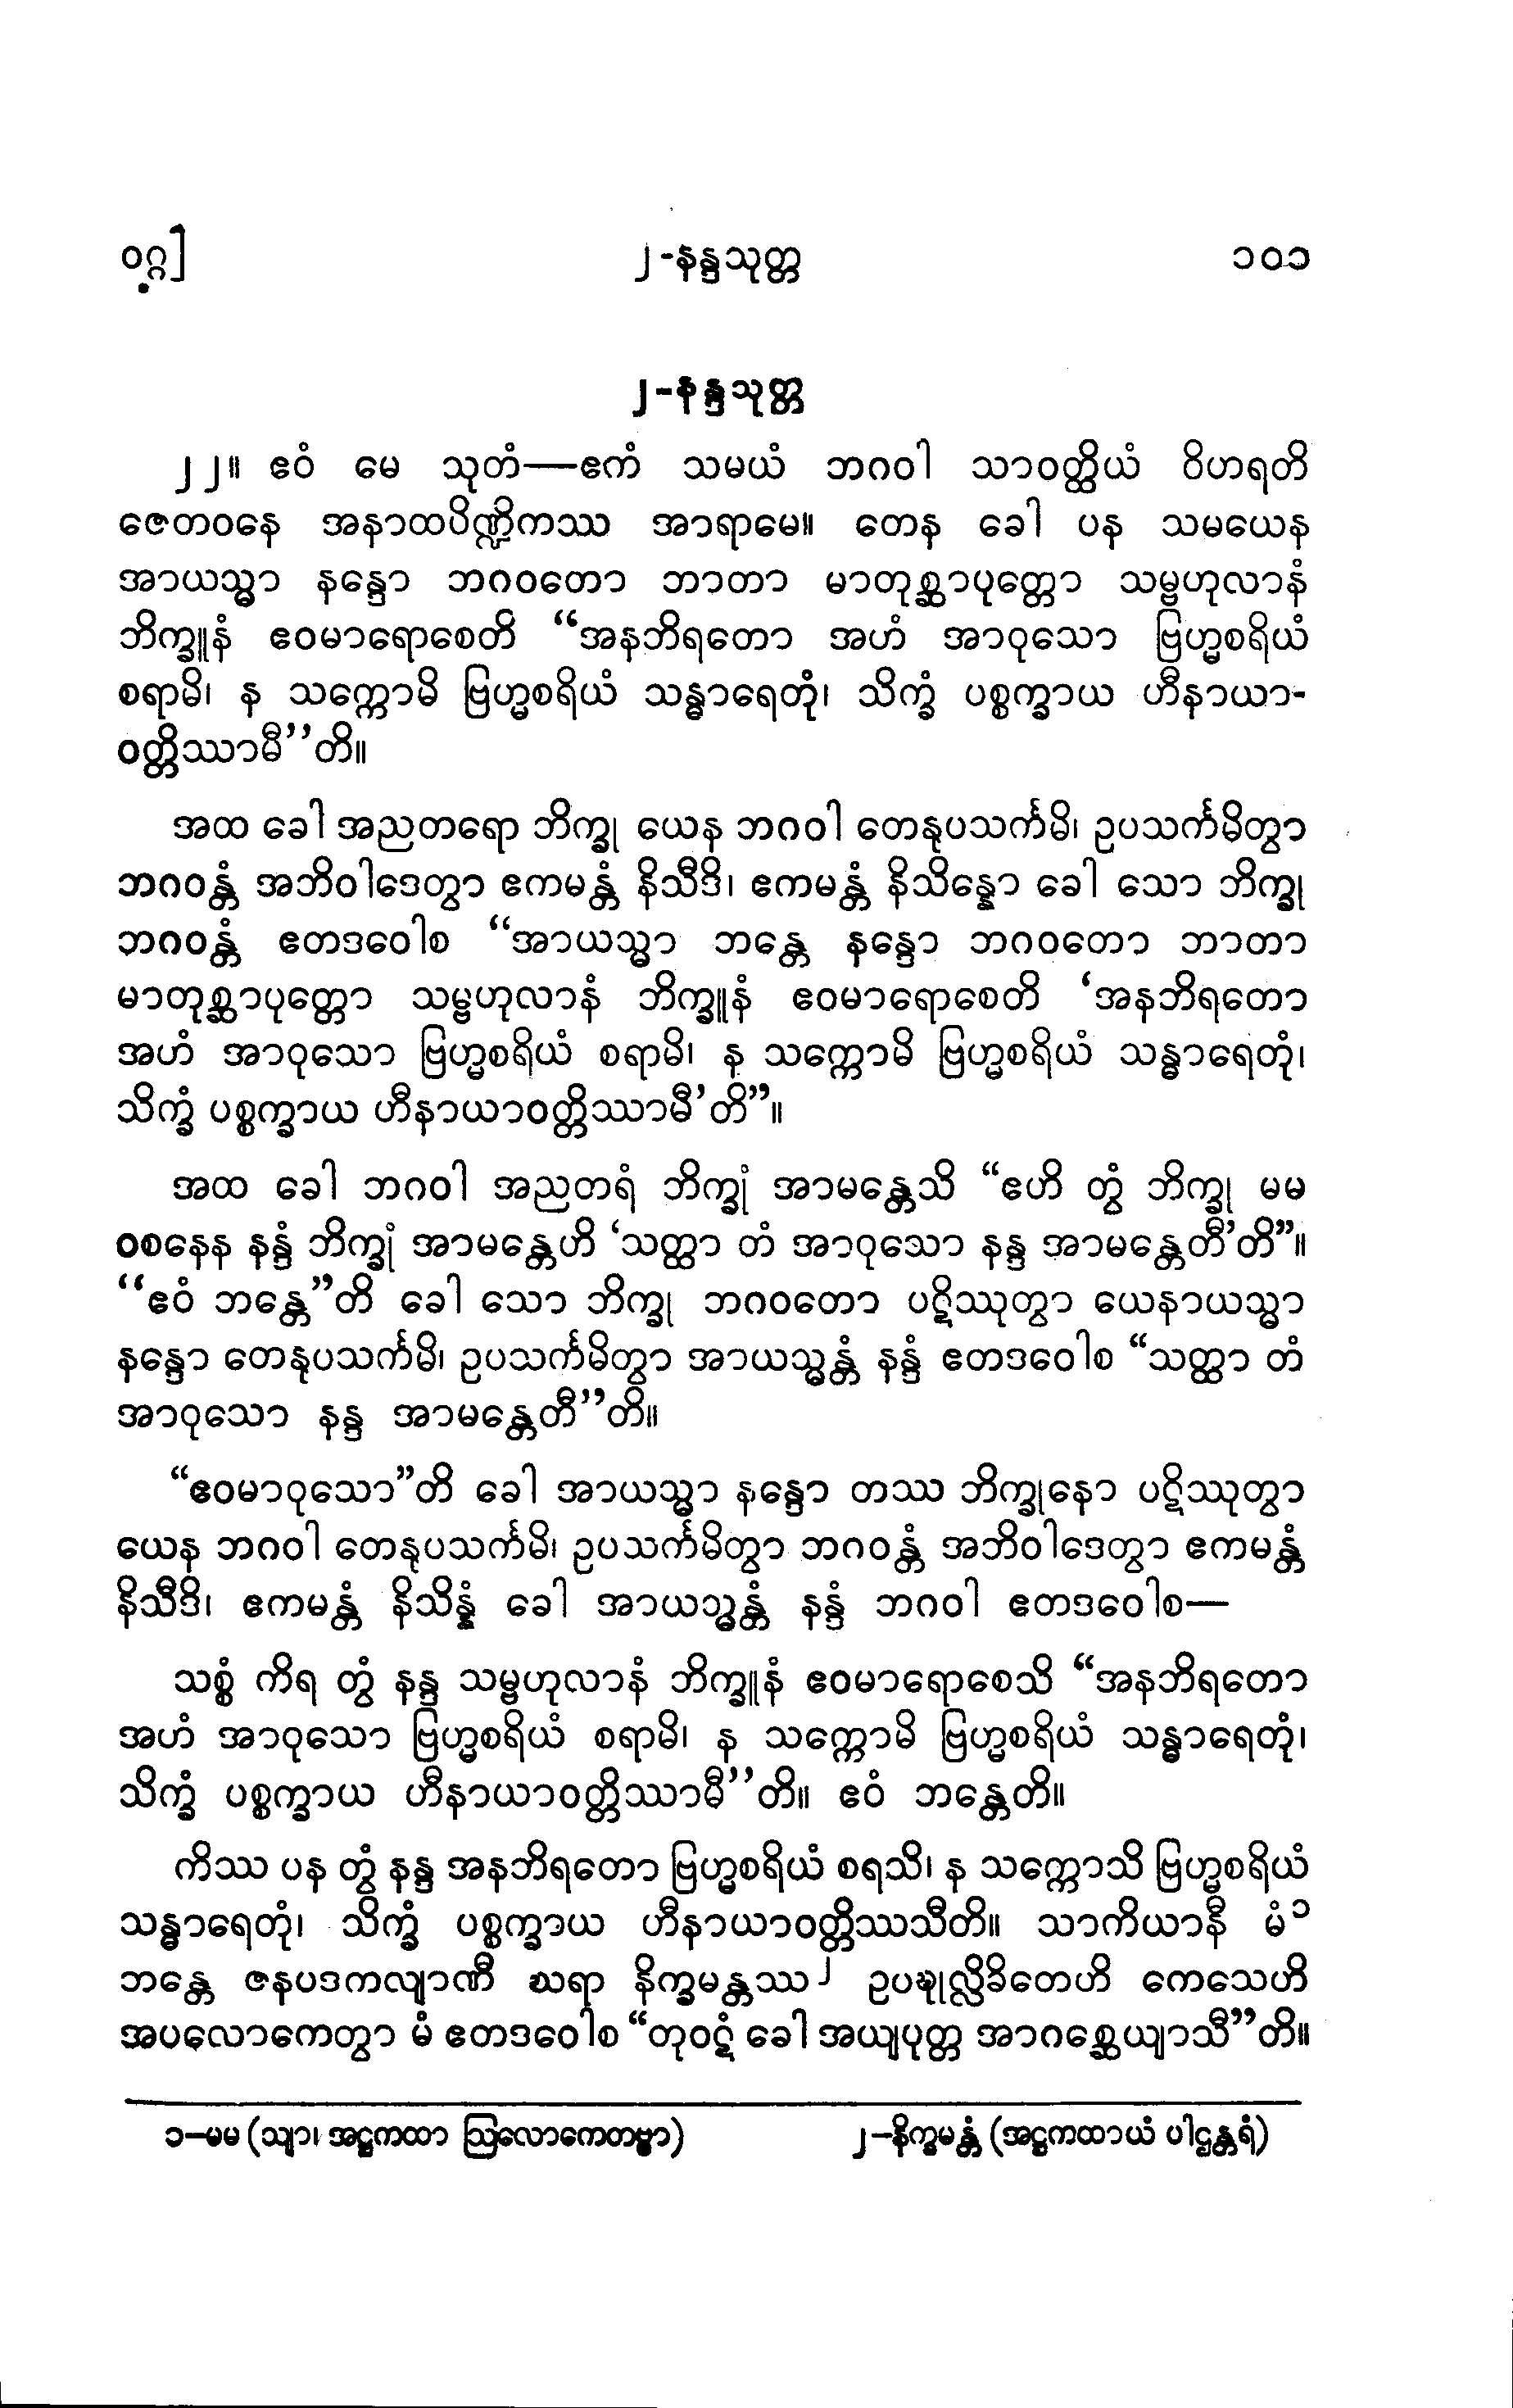 ဝဂ္ဂ]
၂-နန္ဒသုတ္တ
၁၀၁
၂-နန္ဒသုတ္တ
၂၂။ ဧဝံ မေ သုတံ—ဧကံ သမယံ ဘဂဝါ သာဝတ္ထိယံ ဝိဟရတိ
ဇေတဝနေ အနာထပိဏ္ဍိကဿ အာရာမေ။ တေန ခေါ ပန သမယေန
အာယသ္မာ နန္ဒော ဘဂဝတော ဘာတာ မာတုစ္ဆာပုတ္တော သမ္ဗဟုလာနံ
ဘိက္ခူနံ ဧဝမာရောစေတိ “အနဘိရတော အဟံ အာဝုသော ဗြဟ္မစရိယံ
စရာမိ၊ န သက္ကောမိ ဗြဟ္မစရိယံ သန္ဓာရေတုံ၊ သိက္ခံ ပစ္စက္ခာယ ဟီနာယာ-
ဝတ္တိဿာမီ’’တိ။
အထ ခေါ အညတရော ဘိက္ခု ယေန ဘဂဝါ တေနုပသင်္ကမိ၊ ဥပသင်္ကမိတွာ
ဘဂဝန္တံ အဘိဝါဒေတွာ ဧကမန္တံ နိသီဒိ၊ ဧကမန္တံ နိသိန္နော ခေါ သော ဘိက္ခု
ဘဂဝန္တံ ဧတဒဝေါစ “အာယသ္မာ ဘန္တေ နန္ဒော ဘဂဝတော ဘာတာ
မာတုစ္ဆာပုတ္တော သမ္ဗဟုလာနံ ဘိက္ခူနံ ဧဝမာရောစေတိ ‘အနဘိရတော
အဟံ အာဝုသော ဗြဟ္မစရိယံ စရာမိ၊ န သက္ကောမိ ဗြဟ္မစရိယံ သန္ဓာရေတုံ၊
သိက္ခံ ပစ္စက္ခာယ ဟီနာယာဝတ္တိဿာမီ’တိ”။
အထ ခေါ ဘဂဝါ အညတရံ ဘိက္ခုံ အာမန္တေသိ “ဧဟိ တွံ ဘိက္ခု မမ
ဝစနေန နန္ဒံ ဘိက္ခုံ အာမန္တေဟိ ‘သတ္ထာ တံ အာဝုသော နန္ဒ အာမန္တေတီ’တိ”။
“ဧဝံ ဘန္တေ”တိ ခေါ သော ဘိက္ခု ဘဂဝတော ပဋိဿုတွာ ယေနာယသ္မာ
နန္ဒော တေနုပသင်္ကမိ၊ ဥပသင်္ကမိတွာ အာယသ္မန္တံ နန္ဒံ ဧတဒဝေါစ “သတ္ထာ တံ
အာဝုသော နန္ဒ အာမန္တေတီ’’တိ။
“ဧဝမာဝုသော”တိ ခေါ အာယသ္မာ နန္ဒော တဿ ဘိက္ခုနော ပဋိဿုတွာ
ယေန ဘဂဝါ တေနုပသင်္ကမိ၊ ဥပသင်္ကမိတွာ ဘဂဝန္တံ အဘိဝါဒေတွာ ဧကမန္တံ
နိသီဒိ၊ ဧကမန္တံ နိသိန္နံ ခေါ အာယသ္မန္တံ နန္ဒံ ဘဂဝါ ဧတဒဝေါစ—
သစ္စံ ကိရ တွံ နန္ဒ သမ္ဗဟုလာနံ ဘိက္ခူနံ ဧဝမာရောစေသိ “အနဘိရတော
အဟံ အာဝုသော ဗြဟ္မစရိယံ စရာမိ၊ န သက္ကောမိ ဗြဟ္မစရိယံ သန္ဓာရေတုံ၊
သိက္ခံ ပစ္စက္ခာယ ဟီနာယာဝတ္တိဿာမီ’’တိ။ ဧဝံ ဘန္တေတိ။
ကိဿ ပန တွံ နန္ဒ အနဘိရတော ဗြဟ္မစရိယံ စရသိ၊ န သက္ကောသိ ဗြဟ္မစရိယံ
သန္ဓာရေတုံ၊ သိက္ခံ ပစ္စက္ခာယ ဟီနာယာဝတ္တိဿသီတိ။ သာကိယာနီ မံ၁
ဘန္တေ ဇနပဒကလျာဏီ ဃရာ နိက္ခမန္တဿ၂ ဥပဍ္ဎုလ္လိခိတေဟိ ကေသေဟိ
အပလောကေတွာ မံ ဧတဒဝေါစ “တုဝဋံ ခေါ အယျပုတ္တ အာဂစ္ဆေယျာသီ”တိ။
၁-မမ (သျာ၊ အဋ္ဌကထာ ဩလောကေတဗ္ဗာ)
၂-နိက္ခမန္တံ (အဋ္ဌကထာယံ ပါဌန္တရံ)